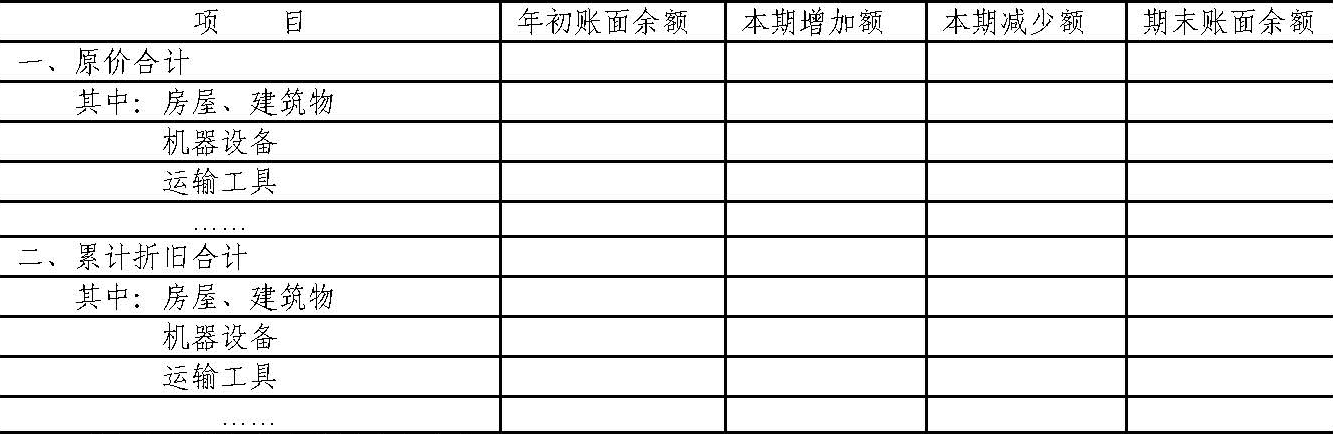 项 目 年初账面余额 本期增加额 本期减少额 期末账面余额
一、原价合计
其中：房屋、建筑物
机器设备
运输工具
……
二、累计折旧合计
其中：房屋、建筑物
机器设备
运输工具
……